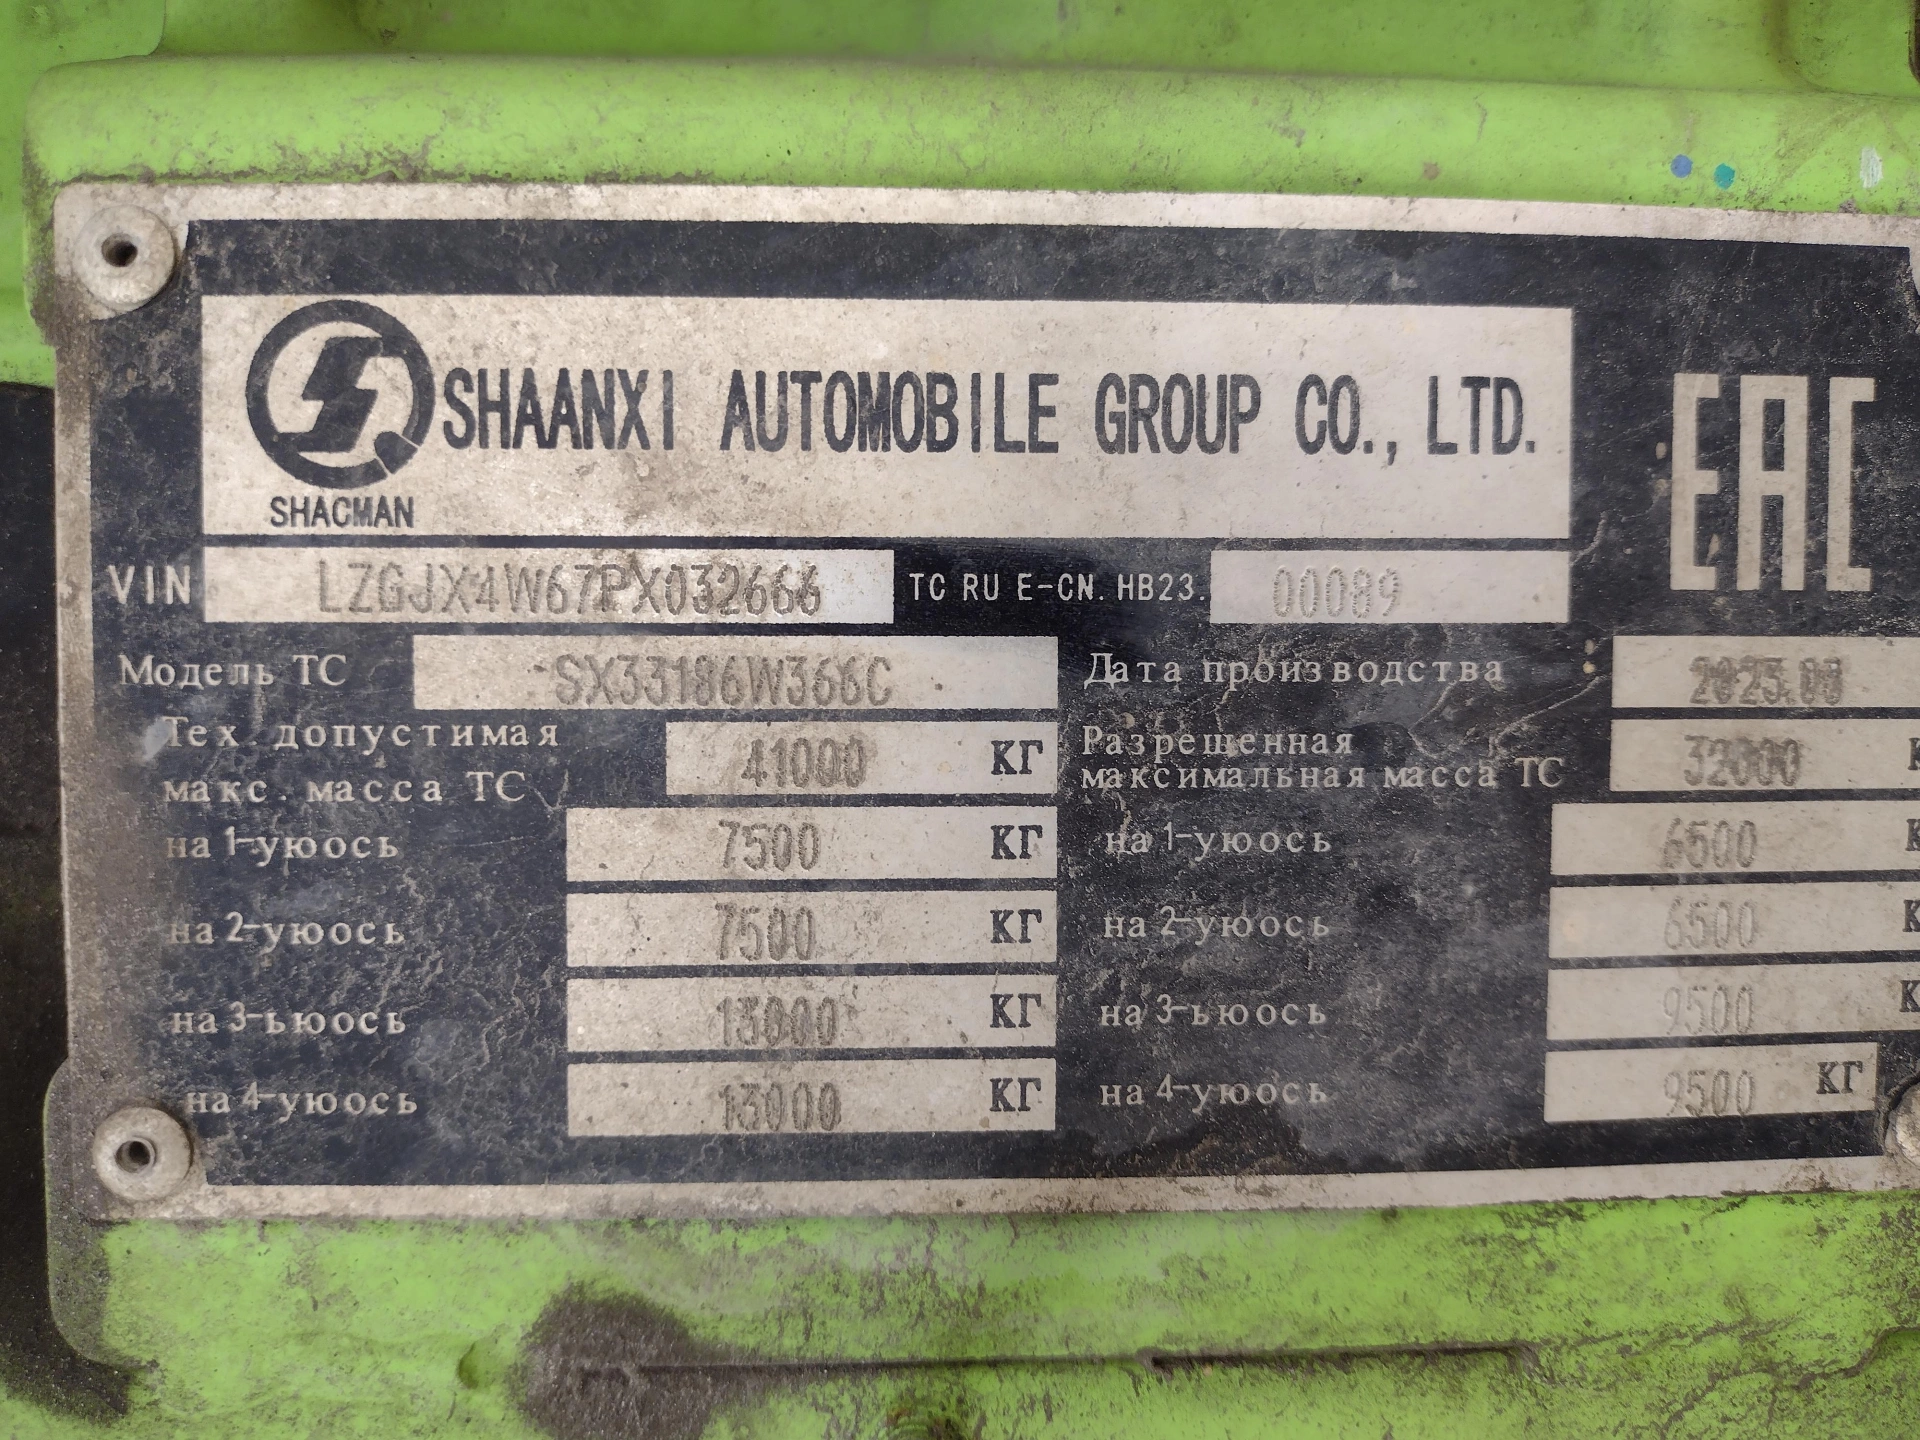 SHAANXI AUTOMOBILE GROUP CO., LTD.
SHACMAN
EAC
VIN LZGJX4W67PX032666 TC RU E-CN.HB23. 00089
Модель ТС SX33186W366C Дата производства
Тех. допустимая макс. масса ТС 41000 КГ Разрешенная максимальная масса ТС 32000
на 1-уюось 7500 КГ на 1-уюось 6500
на 2-уюось 7500 КГ на 2-уюось 6500
на 3-ьюось 13000 КГ на 3-ьюось 9500
на 4-уюось 13000 КГ на 4-уюось 9500 КГ